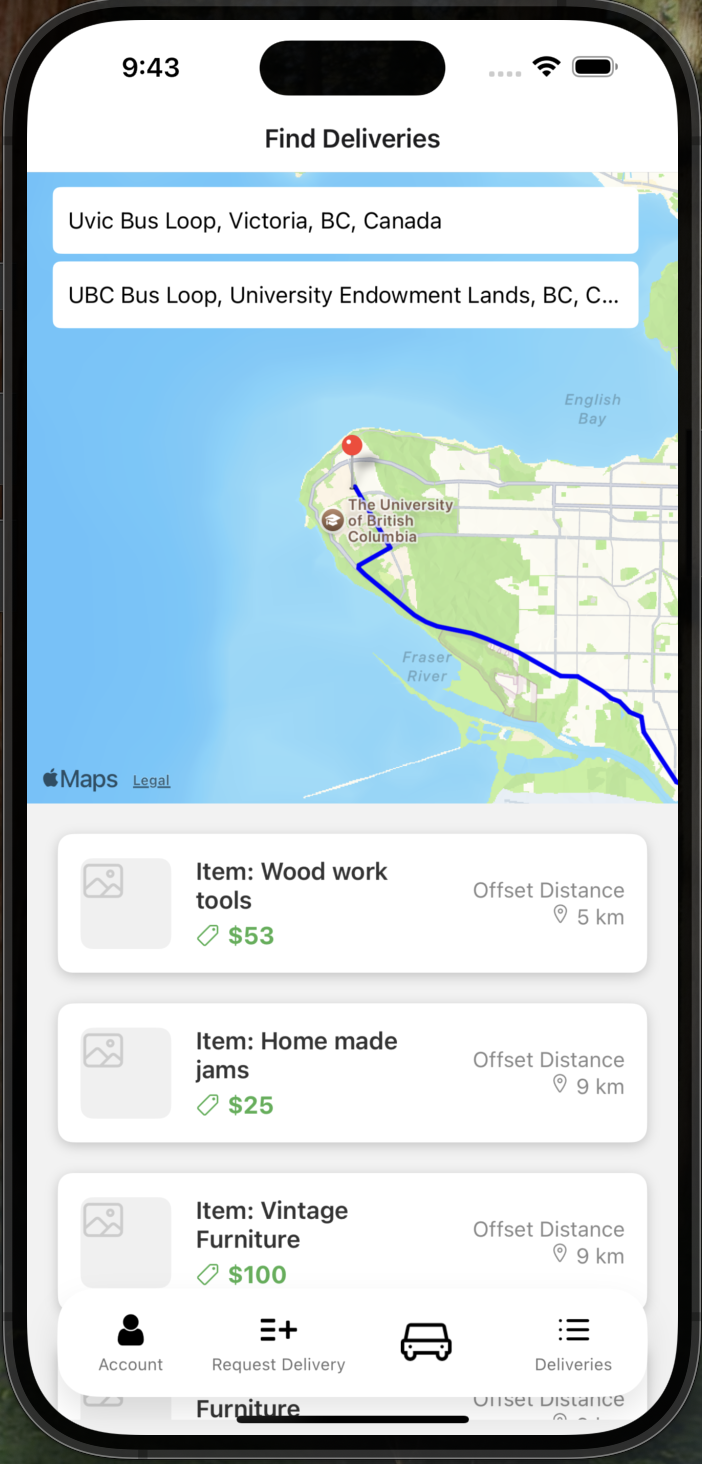 9:43
Find Deliveries
Uvic Bus Loop, Victoria, BC, Canada
UBC Bus Loop, University Endowment Lands, BC, C...
English
Bay
The University
of British
Columbia
Fraser
River
Maps Legal
Item: Wood work
tools
$53
Offset Distance
5 km
Item: Home made
jams
$25
Offset Distance
9 km
Item: Vintage
Furniture
$100
Offset Distance
9 km
Account
Request Delivery
Deliveries
Furniture
Offset Distance